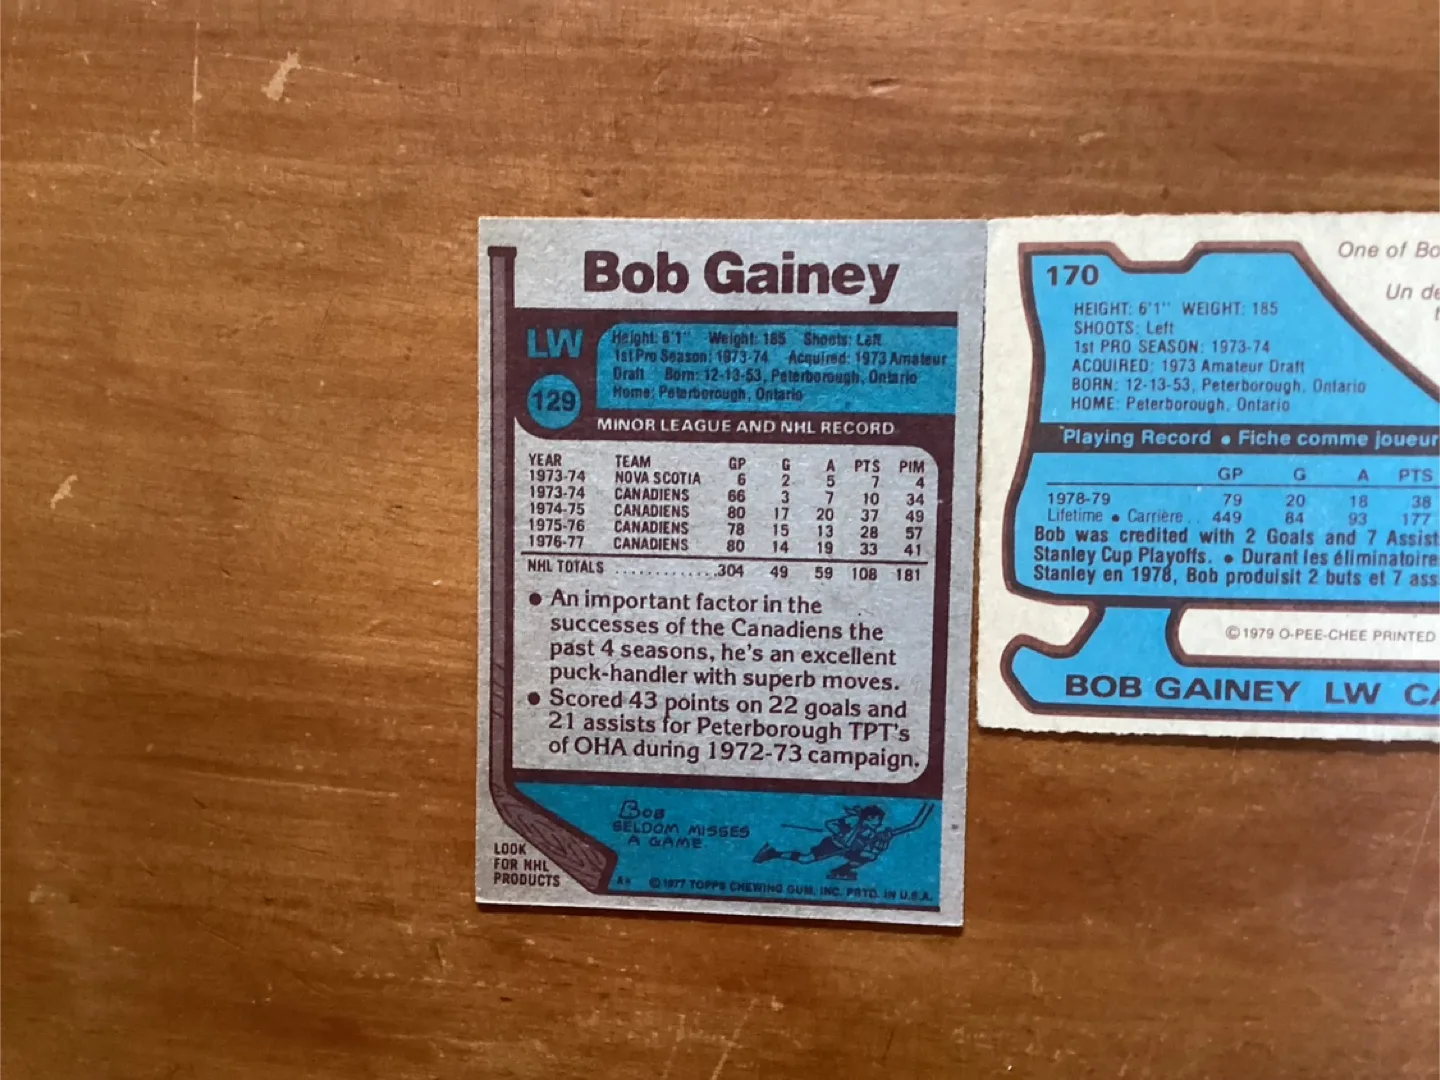 Bob Gainey
LW
129
Height: 6'1" Weight: 185 Shoots: Left
1st Pro Season: 1973-74 Acquired: 1973 Amateur
Draft Born: 12-13-53, Peterborough, Ontario
Home: Peterborough, Ontario
MINOR LEAGUE AND NHL RECORD
YEAR TEAM GP G A PTS PIM
1973-74 NOVA SCOTIA 6 2 5 7 4
1973-74 CANADIENS 66 3 7 10 34
1974-75 CANADIENS 80 17 20 37 49
1975-76 CANADIENS 78 15 13 28 57
1976-77 CANADIENS 80 14 19 33 41
NHL TOTALS .............304 49 59 108 181
• An important factor in the
successes of the Canadiens the
past 4 seasons, he's an excellent
puck-handler with superb moves.
• Scored 43 points on 22 goals and
21 assists for Peterborough TPT's
of OHA during 1972-73 campaign.
BOB
SELDOM MISSES
A GAME
LOOK
FOR NHL
PRODUCTS
© 1977 TOPPS CHEWING GUM, INC. PRTD. IN U.S.A.
One of Bo
Un de
170
HEIGHT: 6'1" WEIGHT: 185
SHOOTS: Left
1st PRO SEASON: 1973-74
ACQUIRED: 1973 Amateur Draft
BORN: 12-13-53, Peterborough, Ontario
HOME: Peterborough, Ontario
Playing Record • Fiche comme joueur
GP G A PTS
1978-79 79 20 18 38
Lifetime • Carrière .. 449 84 93 177
Bob was credited with 2 Goals and 7 Assist
Stanley Cup Playoffs. • Durant les éliminatoire
Stanley en 1978, Bob produisit 2 buts et 7 ass
© 1979 O-PEE-CHEE PRINTED
BOB GAINEY LW CA